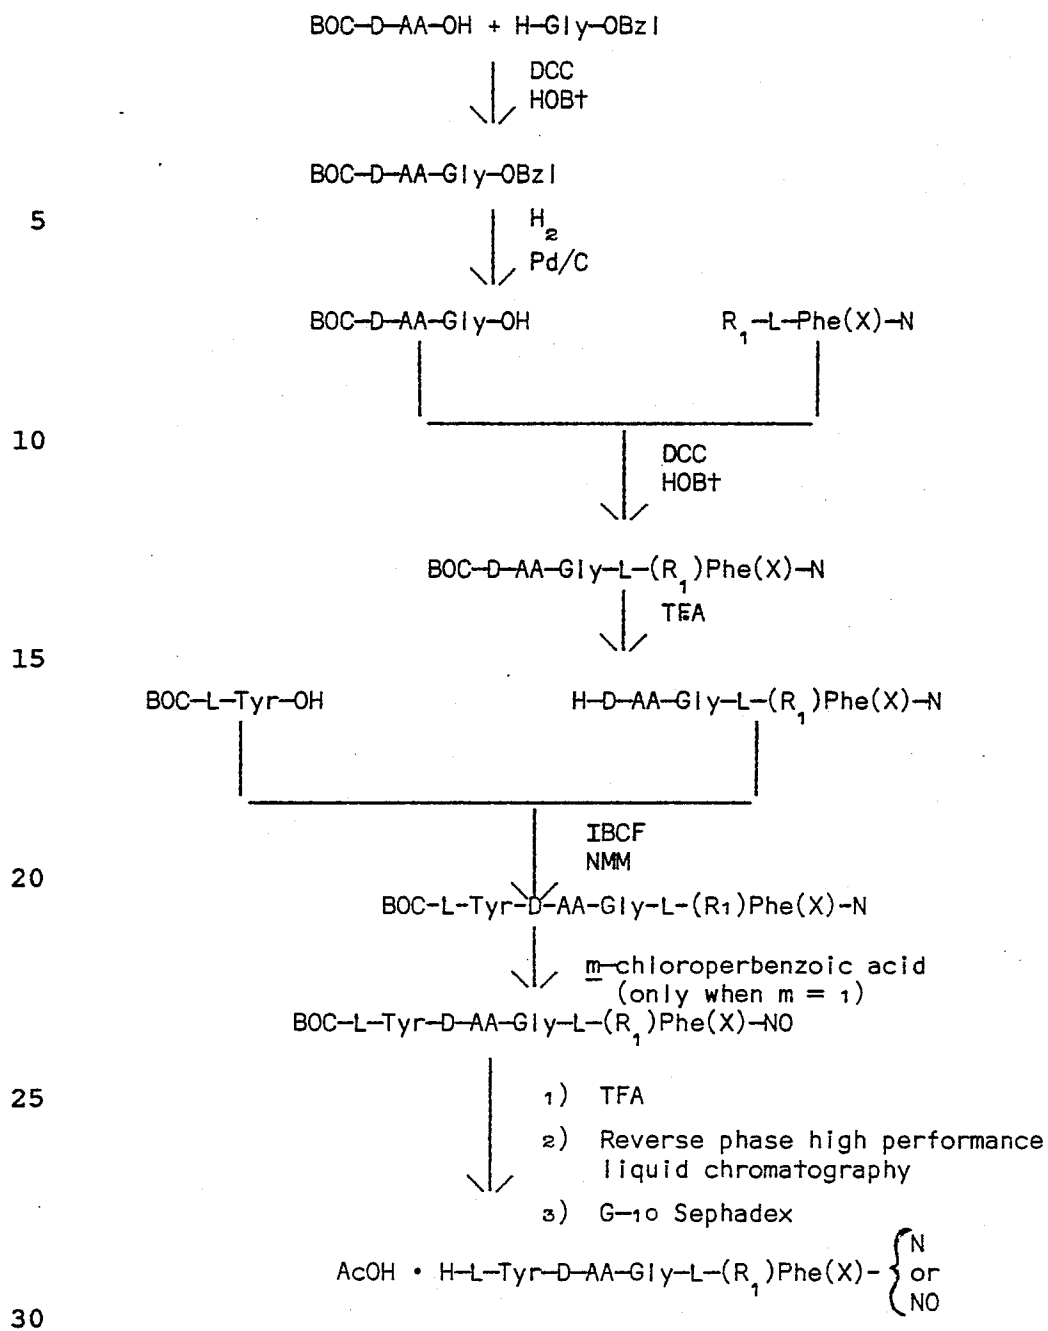 BOC-D-AA-OH + H-Gly-OBzl
DCC
HOBt
BOC-D-AA-Gly-OBzl
5
H₂
Pd/C
BOC-D-AA-Gly-OH R₁-L-Phe(X)-N
10
DCC
HOBt
BOC-D-AA-Gly-L-(R₁)Phe(X)-N
TFA
15
BOC-L-Tyr-OH H-D-AA-Gly-L-(R₁)Phe(X)-N
IBCF
NMM
20
BOC-L-Tyr-D-AA-Gly-L-(R1)Phe(X)-N
m-chloroperbenzoic acid
(only when m = 1)
BOC-L-Tyr-D-AA-Gly-L-(R₁)Phe(X)-NO
25
1) TFA
2) Reverse phase high performance
liquid chromatography
3) G-10 Sephadex
AcOH • H-L-Tyr-D-AA-Gly-L-(R₁)Phe(X)- { N
or
NO
30